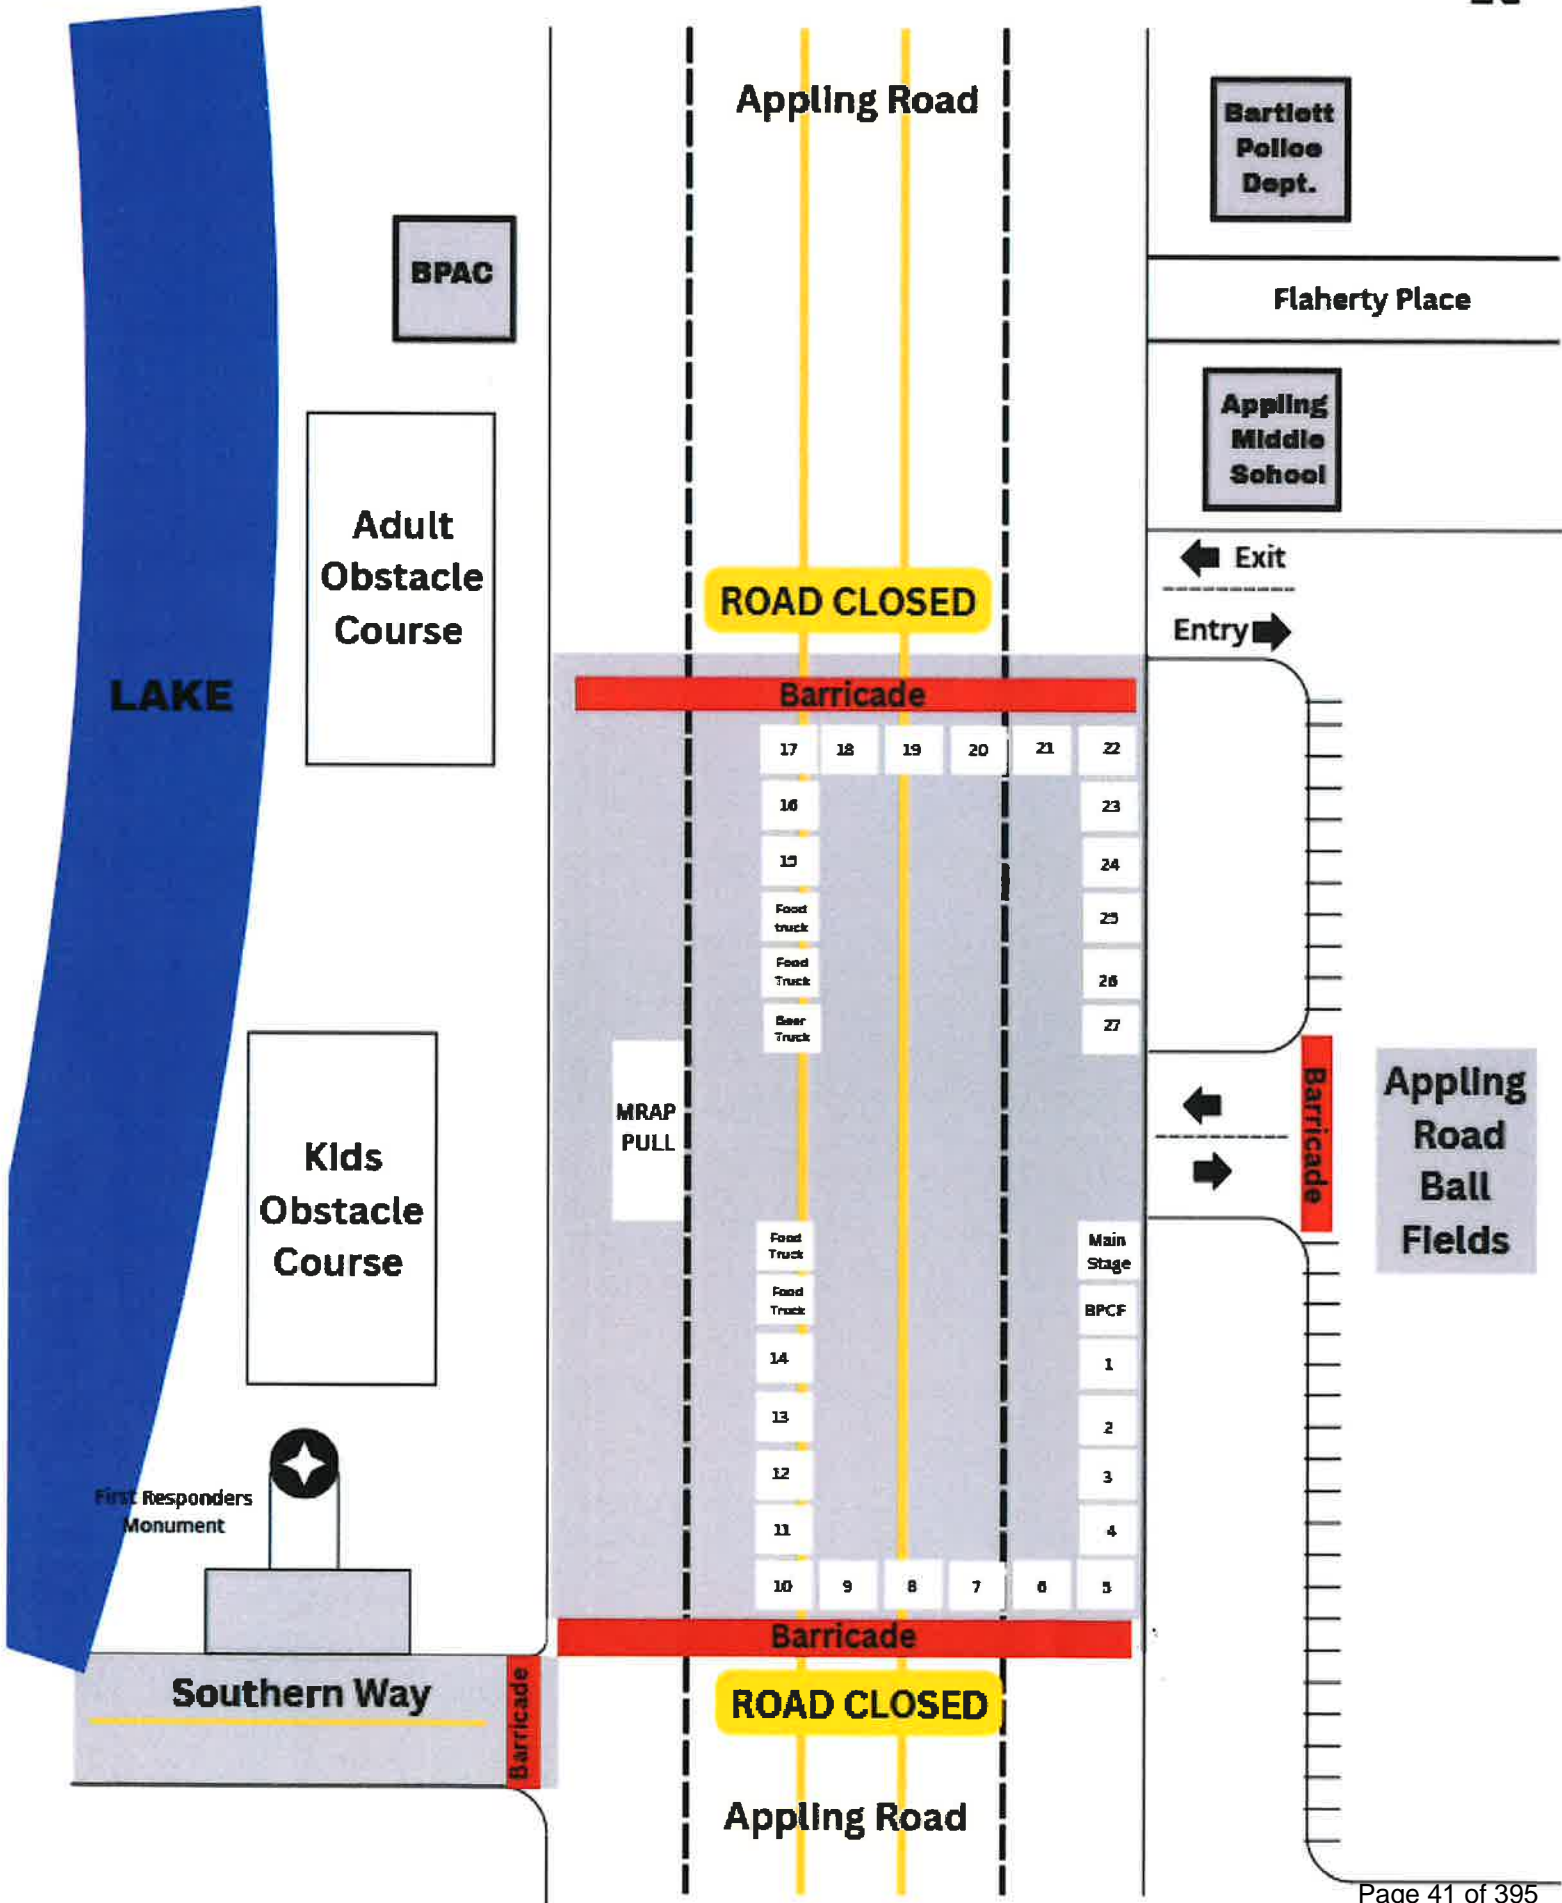 Appling Road
Bartlett
Police
Dept.
BPAC
Flaherty Place
Appling
Middle
School
Adult
Obstacle
Course
Exit
ROAD CLOSED
Entry
LAKE
Barricade
17 18 19 20 21 22
16 23
15 24
Food
truck
25
Food
Truck
26
Beer
Truck
27
MRAP
PULL
Barricade
Appling
Road
Ball
Fields
Kids
Obstacle
Course
Food
Truck
Main
Stage
Food
Truck
BPCF
14 1
13 2
12 3
11 4
10 9 8 7 6 5
First Responders
Monument
Barricade
Southern Way
Barricade
ROAD CLOSED
Appling Road
Page 41 of 395